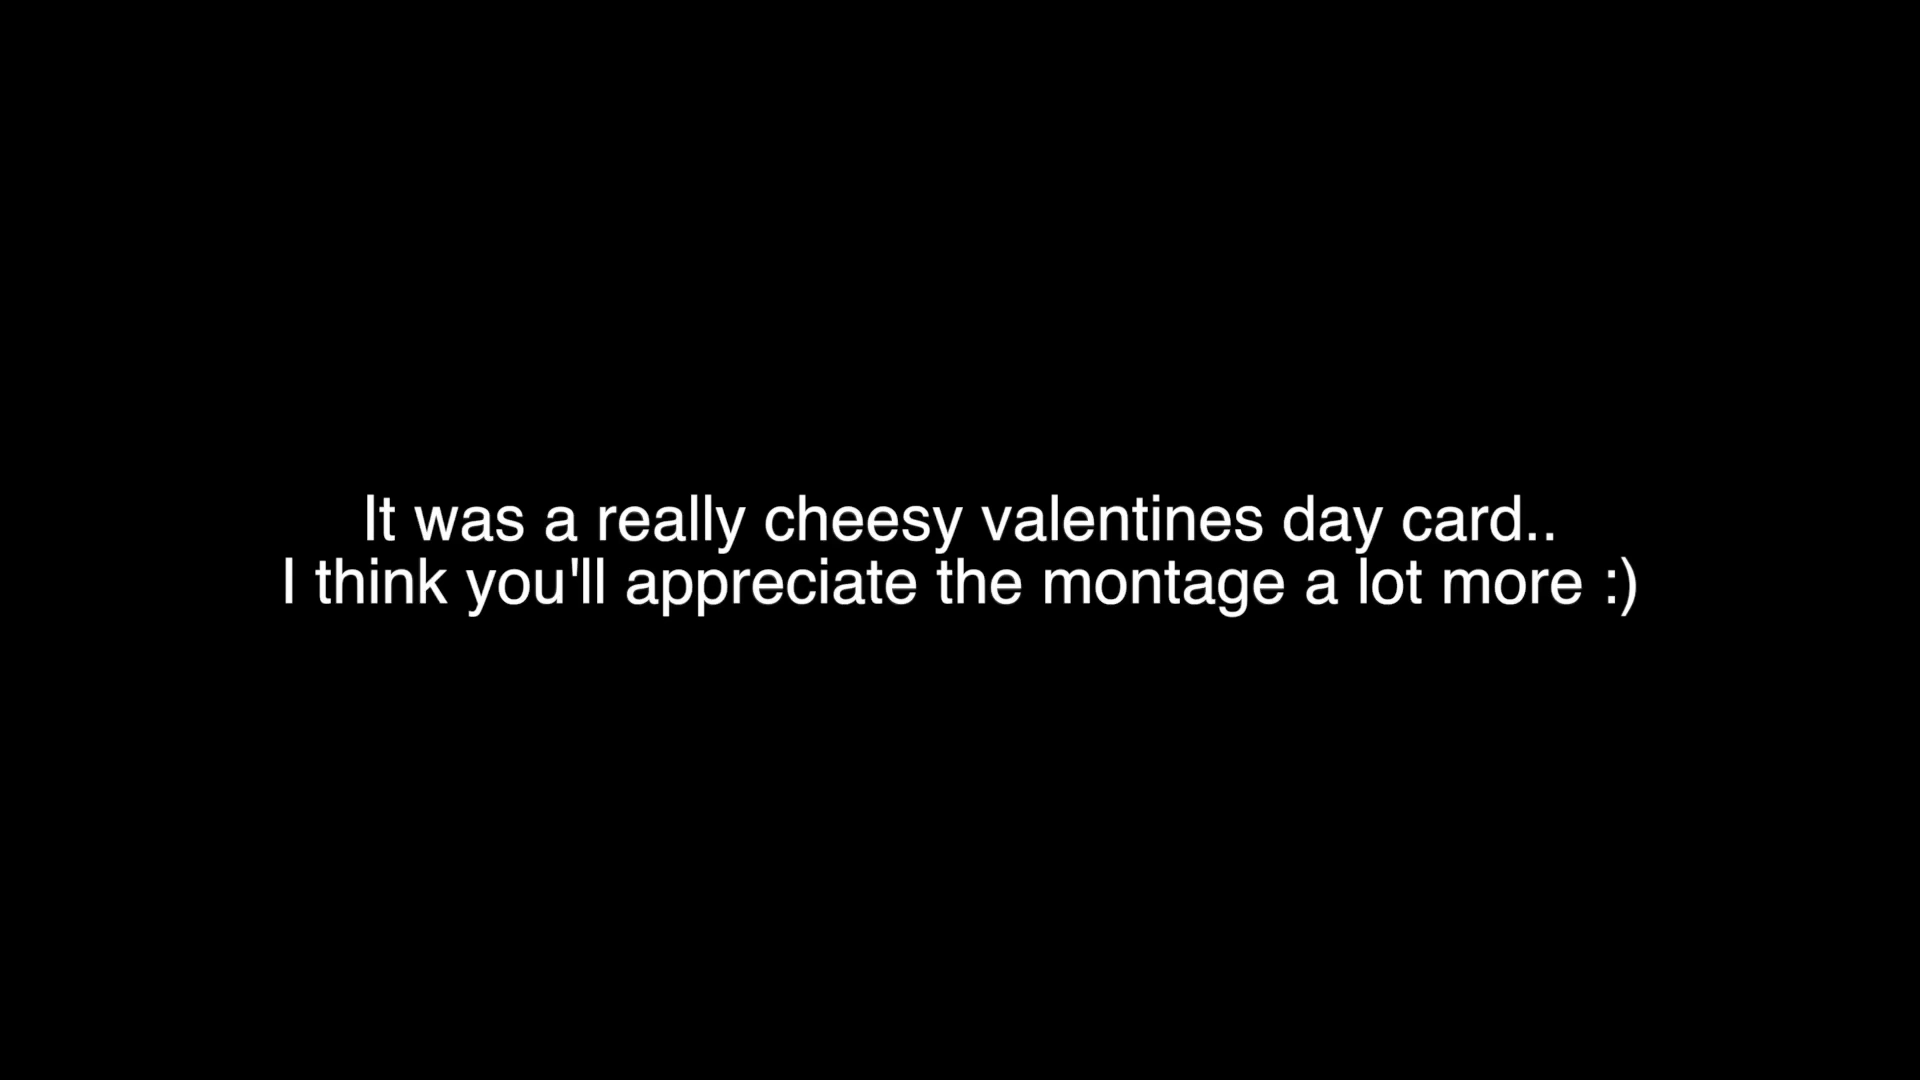 It was a really cheesy valentines day card..
I think you'll appreciate the montage a lot more :)